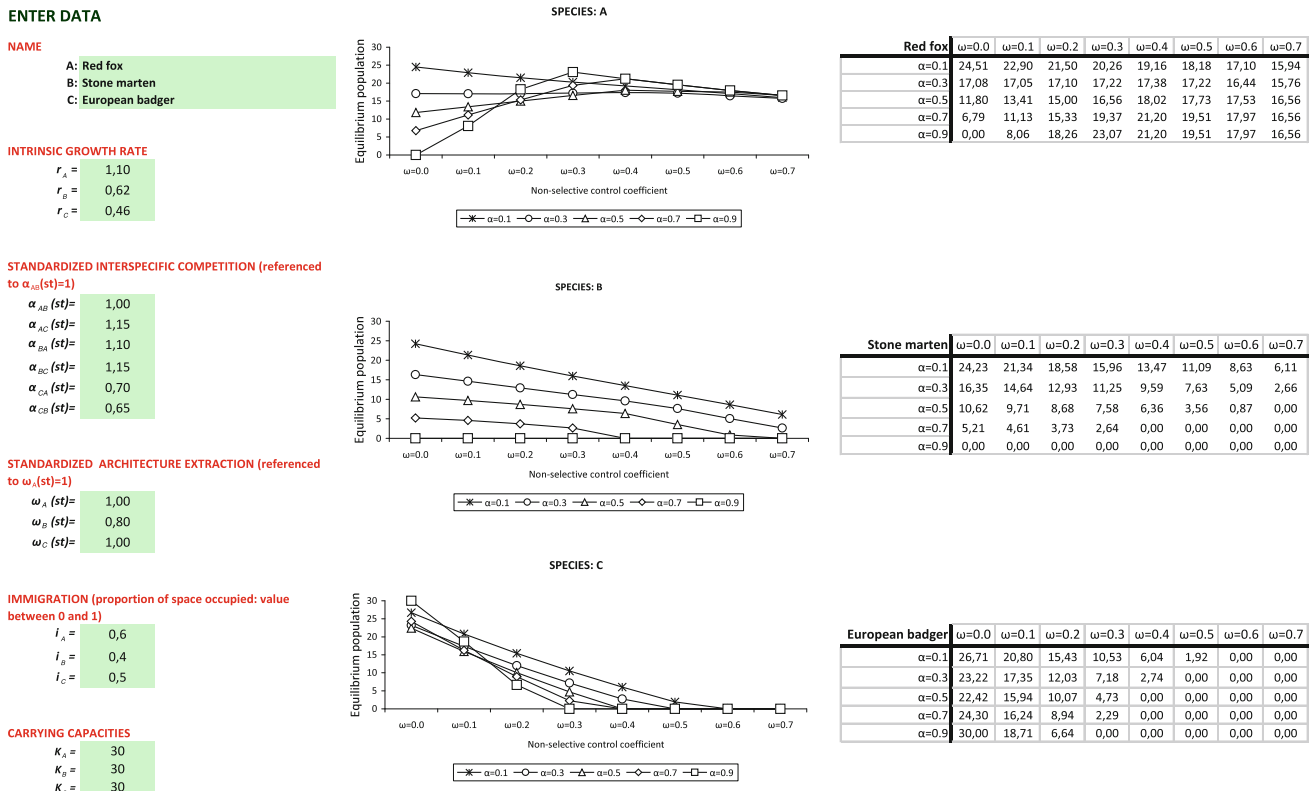 ENTER DATA
NAME
A: Red fox
B: Stone marten
C: European badger
INTRINSIC GROWTH RATE
r A = 1,10
r B = 0,62
r C = 0,46
STANDARDIZED INTERSPECIFIC COMPETITION (referenced
to α AB(st)=1)
α AB (st)= 1,00
α AC (st)= 1,15
α BA (st)= 1,10
α BC (st)= 1,15
α CA (st)= 0,70
α CB (st)= 0,65
STANDARDIZED ARCHITECTURE EXTRACTION (referenced
to ωA(st)=1)
ω A (st)= 1,00
ω B (st)= 0,80
ω C (st)= 1,00
IMMIGRATION (proportion of space occupied: value
between 0 and 1)
i A = 0,6
i B = 0,4
i C = 0,5
CARRYING CAPACITIES
K A = 30
K B = 30
30
SPECIES: A
Equilibrium population
30
25
20
15
10
5
0
ω=0.0 ω=0.1 ω=0.2 ω=0.3 ω=0.4 ω=0.5 ω=0.6 ω=0.7
Non-selective control coefficient
α=0.1 α=0.3 α=0.5 α=0.7 α=0.9
SPECIES: B
Equilibrium population
30
25
20
15
10
5
0
ω=0.0 ω=0.1 ω=0.2 ω=0.3 ω=0.4 ω=0.5 ω=0.6 ω=0.7
Non-selective control coefficient
α=0.1 α=0.3 α=0.5 α=0.7 α=0.9
SPECIES: C
Equilibrium population
30
25
20
15
10
5
0
ω=0.0 ω=0.1 ω=0.2 ω=0.3 ω=0.4 ω=0.5 ω=0.6 ω=0.7
Non-selective control coefficient
α=0.1 α=0.3 α=0.5 α=0.7 α=0.9
Red fox ω=0.0 ω=0.1 ω=0.2 ω=0.3 ω=0.4 ω=0.5 ω=0.6 ω=0.7
α=0.1 24,51 22,90 21,50 20,26 19,16 18,18 17,10 15,94
α=0.3 17,08 17,05 17,10 17,22 17,38 17,22 16,44 15,76
α=0.5 11,80 13,41 15,00 16,56 18,02 17,73 17,53 16,56
α=0.7 6,79 11,13 15,33 19,37 21,20 19,51 17,97 16,56
α=0.9 0,00 8,06 18,26 23,07 21,20 19,51 17,97 16,56
Stone marten ω=0.0 ω=0.1 ω=0.2 ω=0.3 ω=0.4 ω=0.5 ω=0.6 ω=0.7
α=0.1 24,23 21,34 18,58 15,96 13,47 11,09 8,63 6,11
α=0.3 16,35 14,64 12,93 11,25 9,59 7,63 5,09 2,66
α=0.5 10,62 9,71 8,68 7,58 6,36 3,56 0,87 0,00
α=0.7 5,21 4,61 3,73 2,64 0,00 0,00 0,00 0,00
α=0.9 0,00 0,00 0,00 0,00 0,00 0,00 0,00 0,00
European badger ω=0.0 ω=0.1 ω=0.2 ω=0.3 ω=0.4 ω=0.5 ω=0.6 ω=0.7
α=0.1 26,71 20,80 15,43 10,53 6,04 1,92 0,00 0,00
α=0.3 23,22 17,35 12,03 7,18 2,74 0,00 0,00 0,00
α=0.5 22,42 15,94 10,07 4,73 0,00 0,00 0,00 0,00
α=0.7 24,30 16,24 8,94 2,29 0,00 0,00 0,00 0,00
α=0.9 30,00 18,71 6,64 0,00 0,00 0,00 0,00 0,00